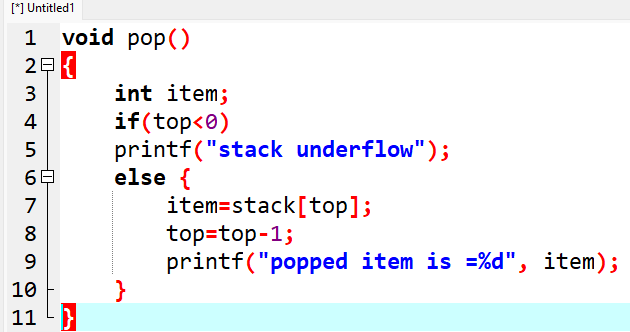 [*] Untitled1
1 void pop()
2 {
3 int item;
4 if(top<0)
5 printf("stack underflow");
6 else {
7 item=stack[top];
8 top=top-1;
9 printf("popped item is =%d", item);
10 }
11 }